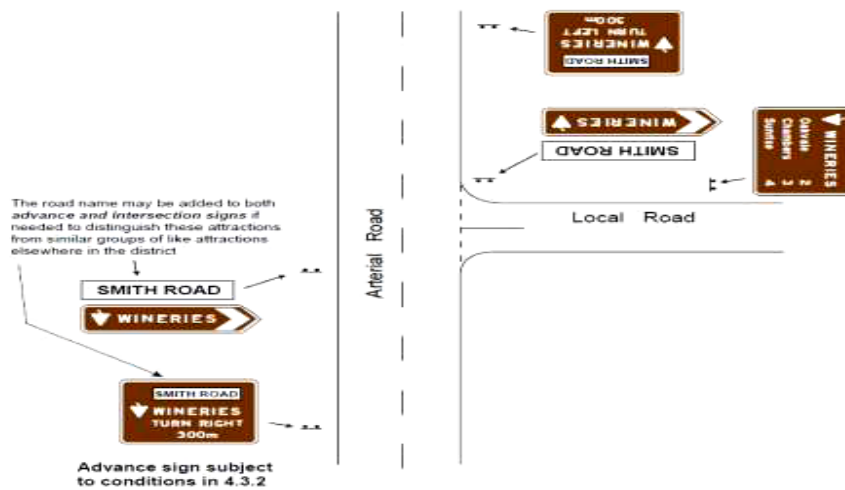 300m
TURN LEFT
WINERIES
SMITH ROAD
WINERIES
SMITH ROAD
WINERIES
Oakvale 2
Chambers 3
Sunrise 4
Local Road
Arterial Road
The road name may be added to both
advance and intersection signs if
needed to distinguish these attractions
from similar groups of like attractions
elsewhere in the district
SMITH ROAD
WINERIES
SMITH ROAD
WINERIES
TURN RIGHT
300m
Advance sign subject
to conditions in 4.3.2